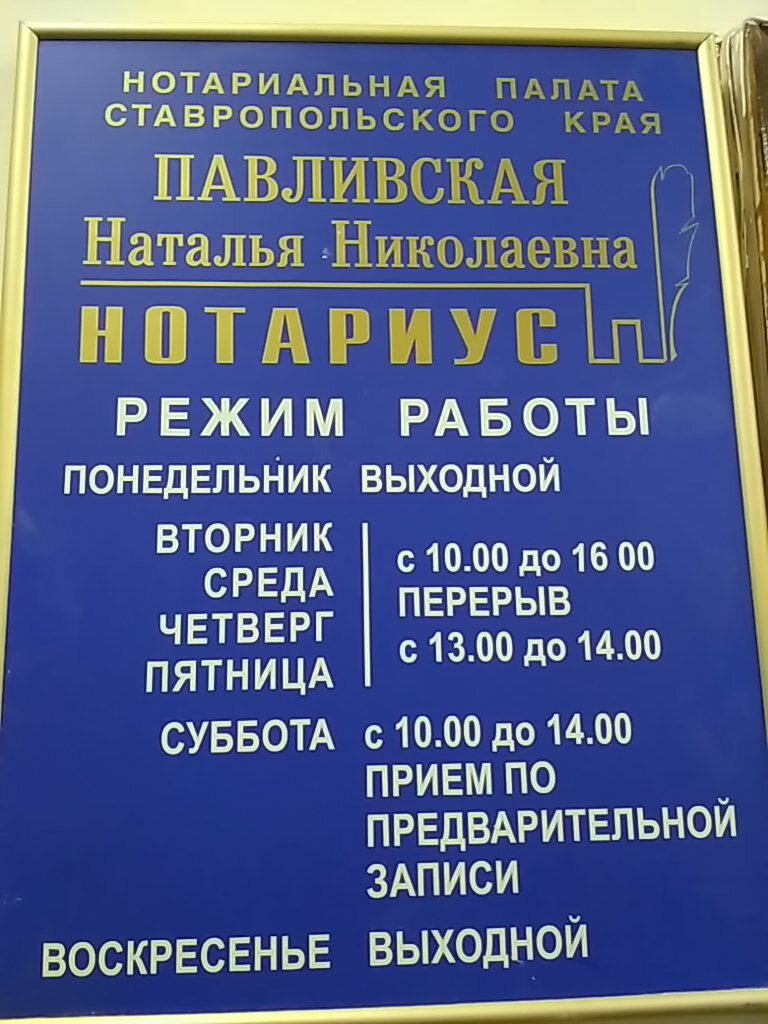 НОТАРИАЛЬНАЯ ПАЛАТА
СТАВРОПОЛЬСКОГО КРАЯ
ПАВЛИВСКАЯ
Наталья Николаевна
НОТАРИУС
РЕЖИМ РАБОТЫ
ПОНЕДЕЛЬНИК ВЫХОДНОЙ
ВТОРНИК
СРЕДА
ЧЕТВЕРГ
ПЯТНИЦА
с 10.00 до 16 00
ПЕРЕРЫВ
с 13.00 до 14.00
СУББОТА с 10.00 до 14.00
ПРИЕМ ПО
ПРЕДВАРИТЕЛЬНОЙ
ЗАПИСИ
ВОСКРЕСЕНЬЕ ВЫХОДНОЙ